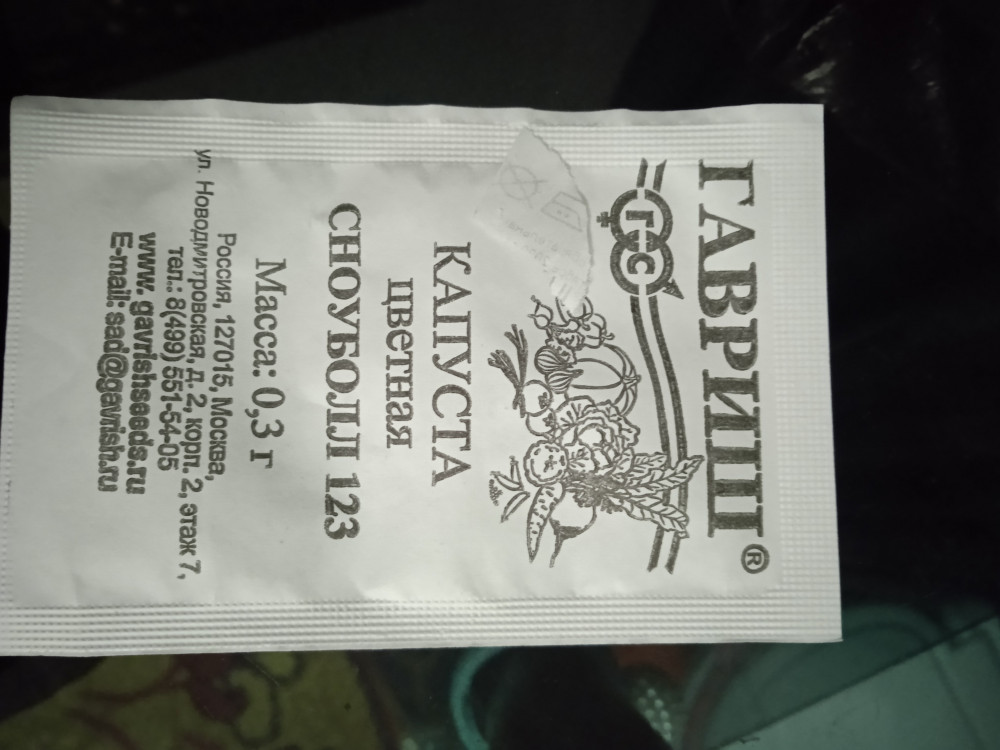 ГАВРИШ®
Г+С
КАПУСТА
цветная
СНОУБОЛЛ 123
Масса: 0,3 г
Россия, 127015, Москва,
ул. Новодмитровская, д. 2, корп. 2, этаж 7,
тел.: 8(499) 551-54-05
www. gavrishseeds.ru
E-mail: sad@gavrish.ru